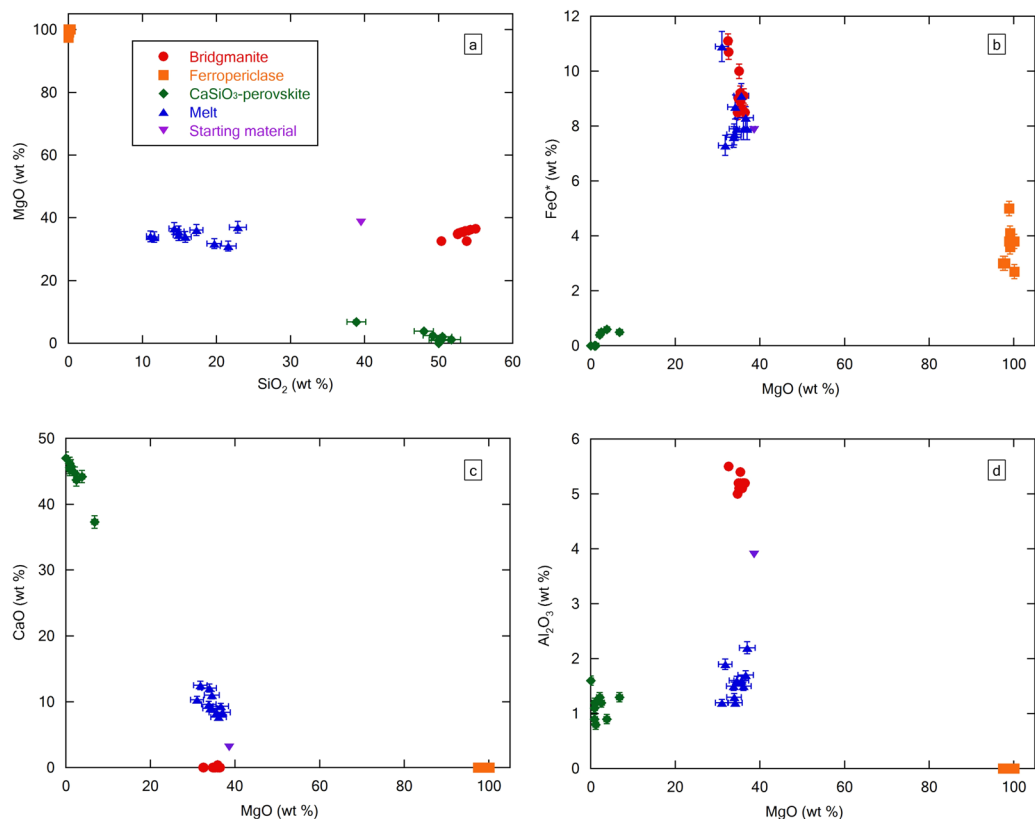 100
80
60
40
20
0
MgO (wt %)
a
Bridgmanite
Ferropericlase
CaSiO₃-perovskite
Melt
Starting material
0 10 20 30 40 50 60
SiO₂ (wt %)
12
10
8
6
4
2
0
FeO* (wt %)
b
0 20 40 60 80 100
MgO (wt %)
50
40
30
20
10
0
CaO (wt %)
c
0 20 40 60 80 100
MgO (wt %)
6
5
4
3
2
1
0
Al₂O₃ (wt %)
d
0 20 40 60 80 100
MgO (wt %)